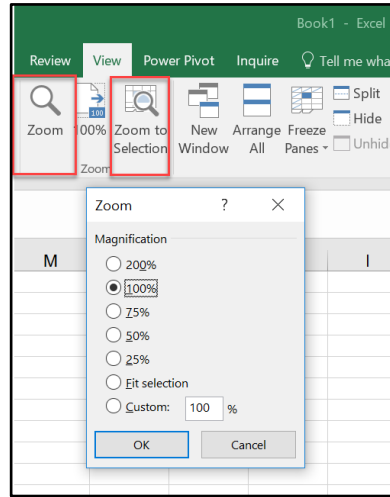 Book1 - Excel
Review View Power Pivot Inquire Tell me wha
100
Zoom 100% Zoom to Selection New Window Arrange All Freeze Panes Split
Hide
Unhid
Zoom
Zoom ? ×
Magnification
200%
100%
75%
50%
25%
Fit selection
Custom: 100 %
OK Cancel
M I